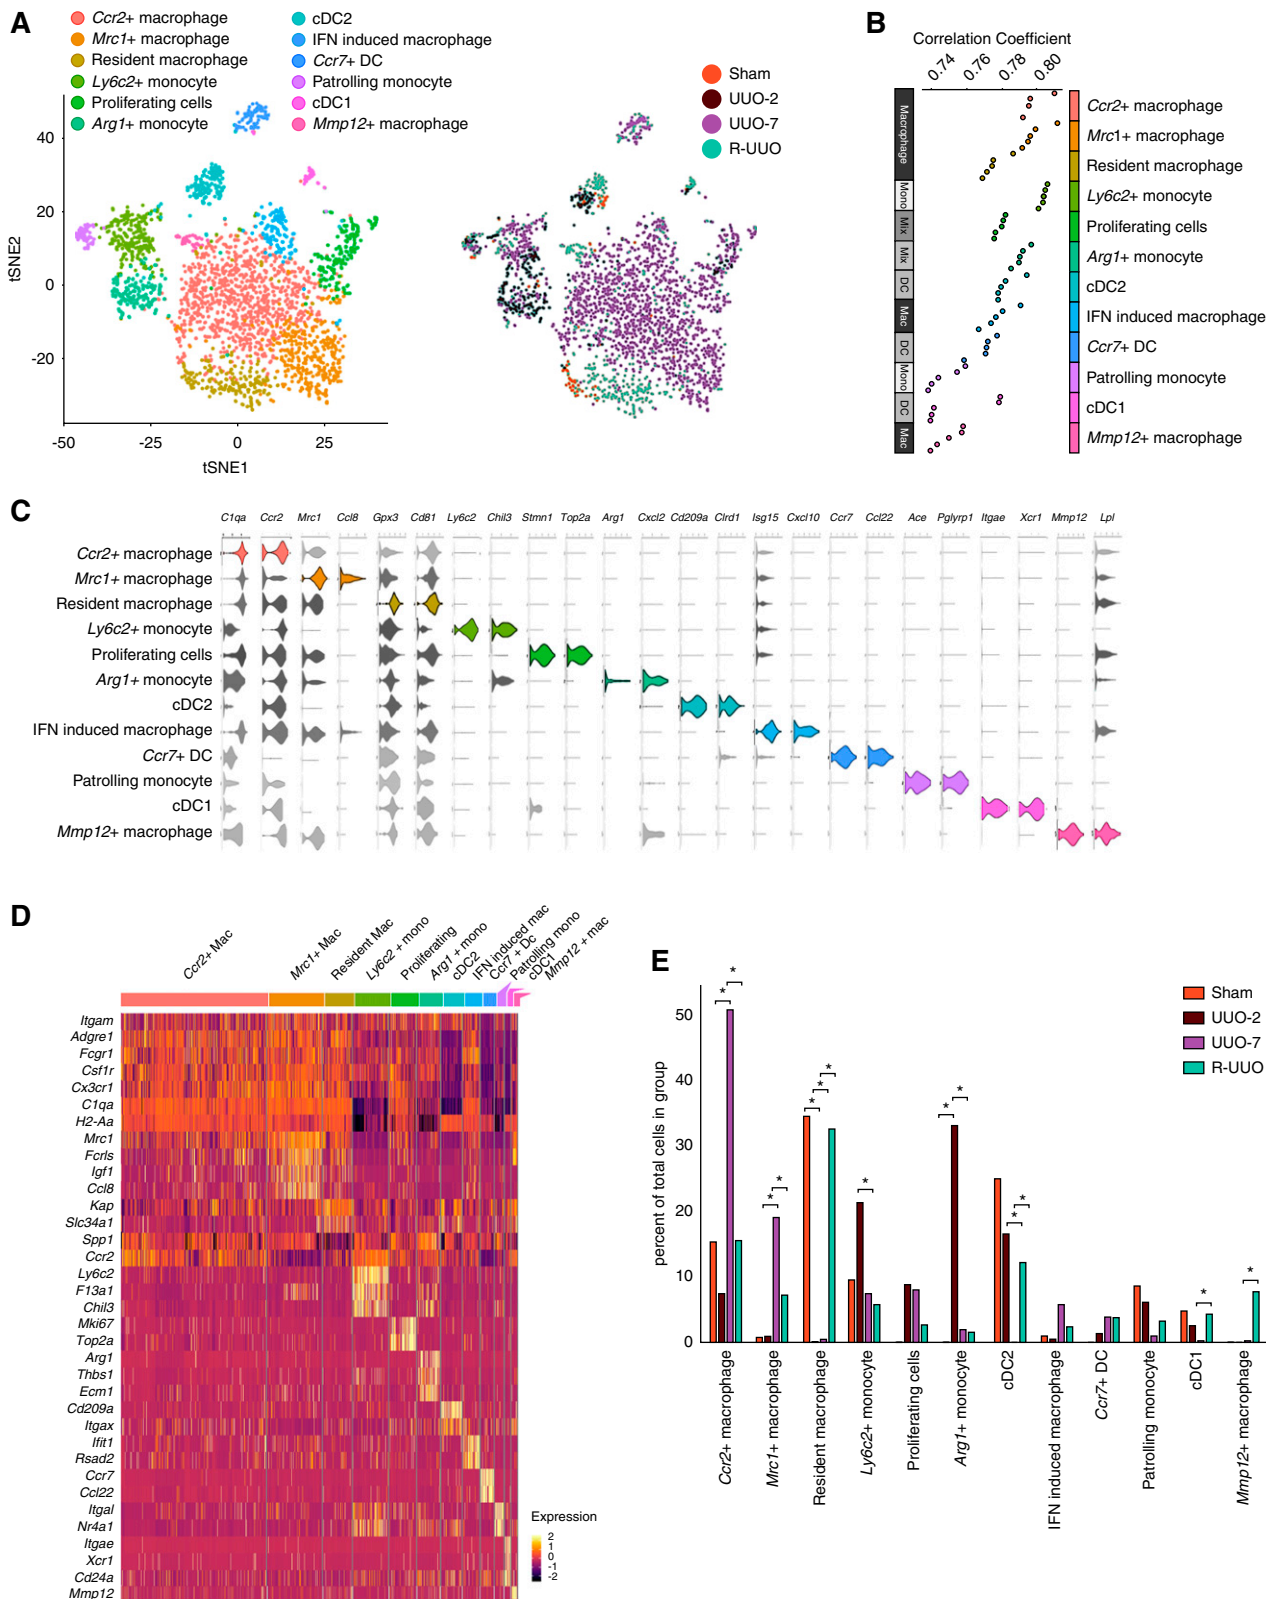 A
Ccr2+ macrophage
Mrc1+ macrophage
Resident macrophage
Ly6c2+ monocyte
Proliferating cells
Arg1+ monocyte
cDC2
IFN induced macrophage
Ccr7+ DC
Patrolling monocyte
cDC1
Mmp12+ macrophage
Sham
UUO-2
UUO-7
R-UUO
tSNE2
40
20
0
-20
-50 -25 0 25
tSNE1
B
Correlation Coefficient
0.74 0.76 0.78 0.80
Macrophage
Mono
Mix
Mix
DC
Mac
DC
Mono
DC
Mac
Ccr2+ macrophage
Mrc1+ macrophage
Resident macrophage
Ly6c2+ monocyte
Proliferating cells
Arg1+ monocyte
cDC2
IFN induced macrophage
Ccr7+ DC
Patrolling monocyte
cDC1
Mmp12+ macrophage
C
C1qa Ccr2 Mrc1 Ccl8 Gpx3 Cd81 Ly6c2 Chil3 Stmn1 Top2a Arg1 Cxcl2 Cd209a Clrd1 Isg15 Cxcl10 Ccr7 Ccl22 Ace Pglyrp1 Itgae Xcr1 Mmp12 Lpl
Ccr2+ macrophage
Mrc1+ macrophage
Resident macrophage
Ly6c2+ monocyte
Proliferating cells
Arg1+ monocyte
cDC2
IFN induced macrophage
Ccr7+ DC
Patrolling monocyte
cDC1
Mmp12+ macrophage
D
Ccr2+ Mac
Mrc1+ Mac
Resident Mac
Ly6c2 + mono
Proliferating
Arg1 + mono
cDC2
IFN induced mac
Ccr7 + Dc
Patrolling mono
cDC1
Mmp12 + mac
Itgam
Adgre1
Fcgr1
Csf1r
Cx3cr1
C1qa
H2-Aa
Mrc1
Fcrls
Igf1
Ccl8
Kap
Slc34a1
Spp1
Ccr2
Ly6c2
F13a1
Chil3
Mki67
Top2a
Arg1
Thbs1
Ecm1
Cd209a
Itgax
Ifit1
Rsad2
Ccr7
Ccl22
Itgal
Nr4a1
Itgae
Xcr1
Cd24a
Mmp12
Expression
2
1
0
-1
-2
E
percent of total cells in group
50
40
30
20
10
0
* * * * * * * * * * * * * *
Sham
UUO-2
UUO-7
R-UUO
Ccr2+ macrophage
Mrc1+ macrophage
Resident macrophage
Ly6c2+ monocyte
Proliferating cells
Arg1+ monocyte
cDC2
IFN induced macrophage
Ccr7+ DC
Patrolling monocyte
cDC1
Mmp12+ macrophage